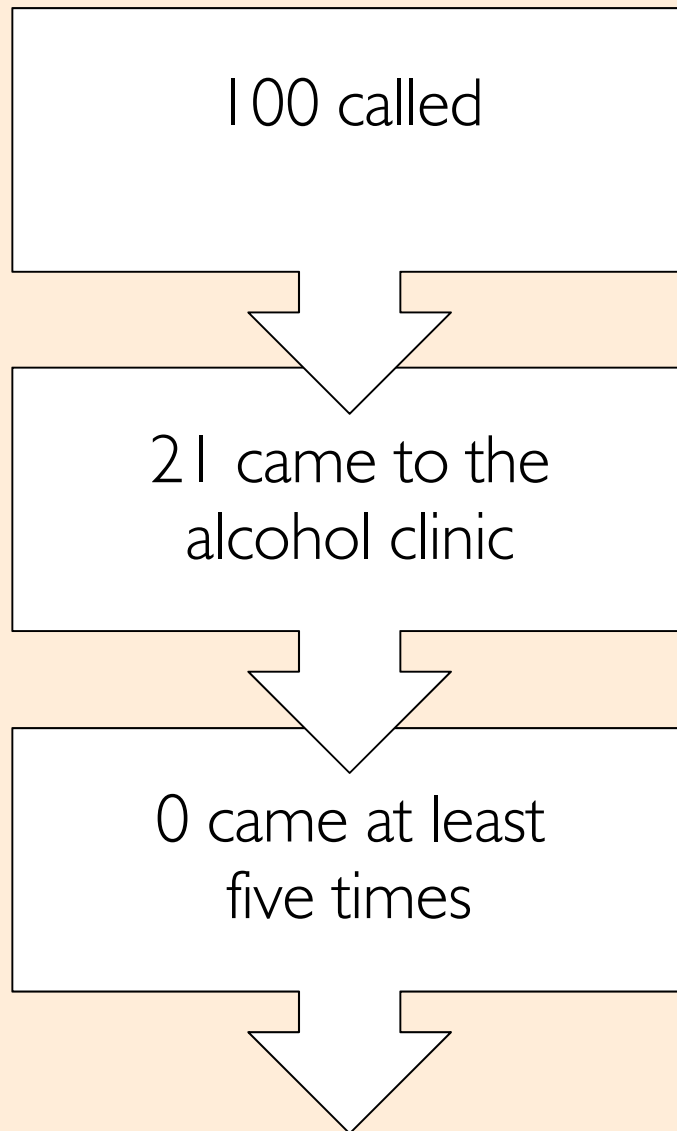 100 called
21 came to the
alcohol clinic
0 came at least
five times